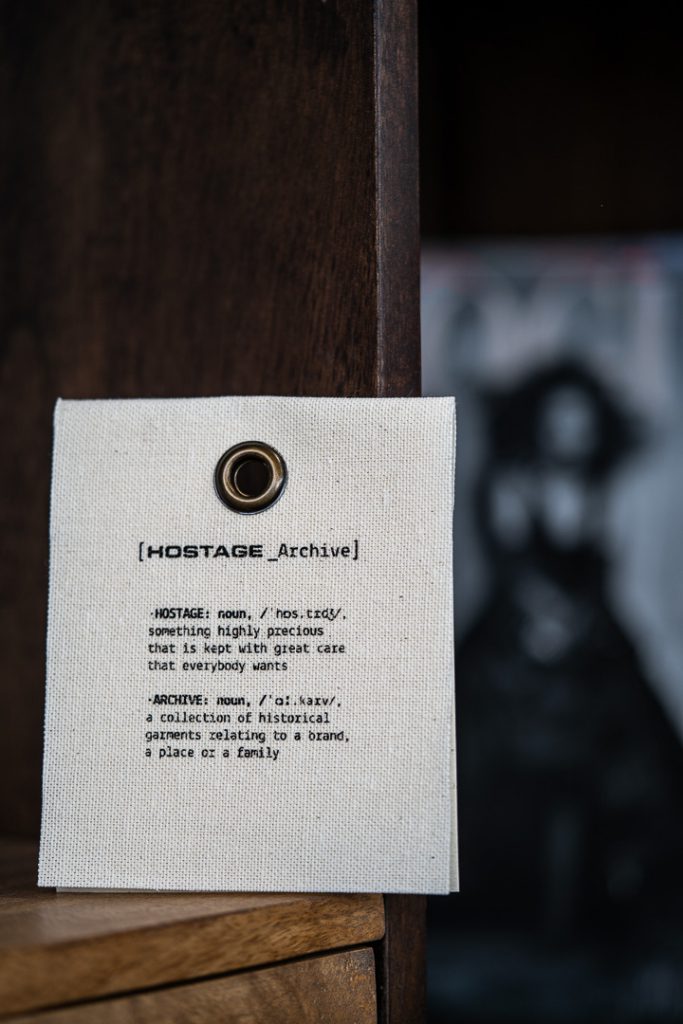 [HOSTAGE_Archive]
·HOSTAGE: noun, /ˈhɒs.tɪdʒ/,
something highly precious
that is kept with great care
that everybody wants
·ARCHIVE: noun, /ˈɑː.kaɪv/,
a collection of historical
garments relating to a brand,
a place or a family